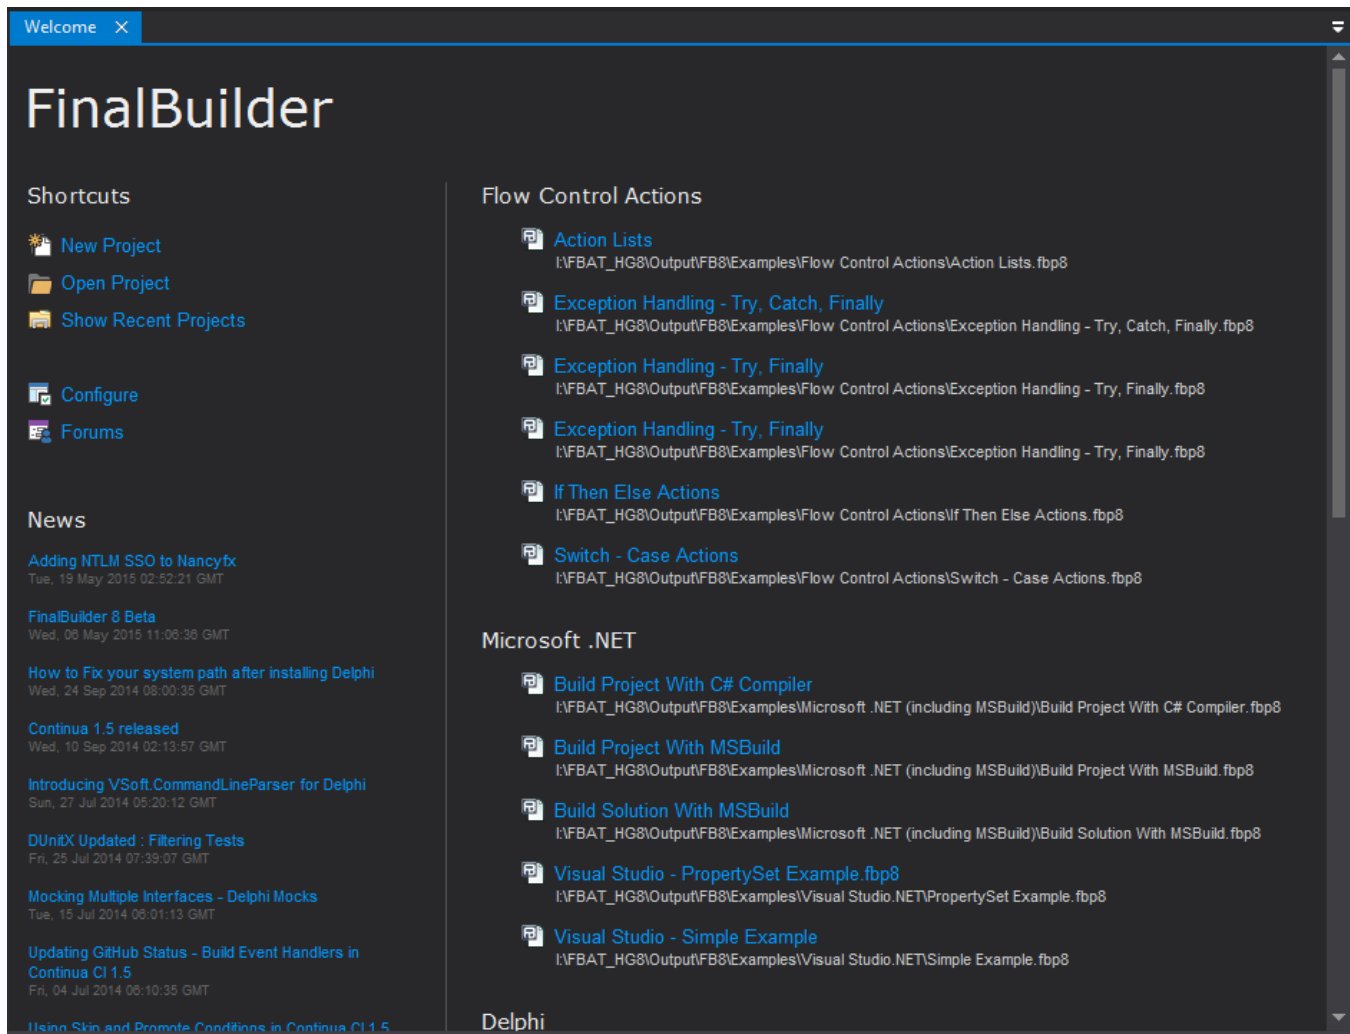 Welcome
FinalBuilder
Shortcuts
New Project
Open Project
Show Recent Projects
Configure
Forums
News
Adding NTLM SSO to Nancyfx
Tue, 19 May 2015 02:52:21 GMT
FinalBuilder 8 Beta
Wed, 06 May 2015 11:06:36 GMT
How to Fix your system path after installing Delphi
Wed, 24 Sep 2014 08:00:35 GMT
Continua 1.5 released
Wed, 10 Sep 2014 02:13:57 GMT
Introducing VSoft.CommandLineParser for Delphi
Sun, 27 Jul 2014 05:20:12 GMT
DUnitX Updated : Filtering Tests
Fri, 25 Jul 2014 07:39:07 GMT
Mocking Multiple Interfaces - Delphi Mocks
Tue, 15 Jul 2014 06:01:13 GMT
Updating GitHub Status - Build Event Handlers in
Continua CI 1.5
Fri, 04 Jul 2014 06:10:35 GMT
Using Skip and Promote Conditions in Continua CI 1.5
Flow Control Actions
Action Lists
I:\FBAT_HG8\Output\FB8\Examples\Flow Control Actions\Action Lists.fbp8
Exception Handling - Try, Catch, Finally
I:\FBAT_HG8\Output\FB8\Examples\Flow Control Actions\Exception Handling - Try, Catch, Finally.fbp8
Exception Handling - Try, Finally
I:\FBAT_HG8\Output\FB8\Examples\Flow Control Actions\Exception Handling - Try, Finally.fbp8
Exception Handling - Try, Finally
I:\FBAT_HG8\Output\FB8\Examples\Flow Control Actions\Exception Handling - Try, Finally.fbp8
If Then Else Actions
I:\FBAT_HG8\Output\FB8\Examples\Flow Control Actions\If Then Else Actions.fbp8
Switch - Case Actions
I:\FBAT_HG8\Output\FB8\Examples\Flow Control Actions\Switch - Case Actions.fbp8
Microsoft .NET
Build Project With C# Compiler
I:\FBAT_HG8\Output\FB8\Examples\Microsoft .NET (including MSBuild)\Build Project With C# Compiler.fbp8
Build Project With MSBuild
I:\FBAT_HG8\Output\FB8\Examples\Microsoft .NET (including MSBuild)\Build Project With MSBuild.fbp8
Build Solution With MSBuild
I:\FBAT_HG8\Output\FB8\Examples\Microsoft .NET (including MSBuild)\Build Solution With MSBuild.fbp8
Visual Studio - PropertySet Example.fbp8
I:\FBAT_HG8\Output\FB8\Examples\Visual Studio.NET\PropertySet Example.fbp8
Visual Studio - Simple Example
I:\FBAT_HG8\Output\FB8\Examples\Visual Studio.NET\Simple Example.fbp8
Delphi